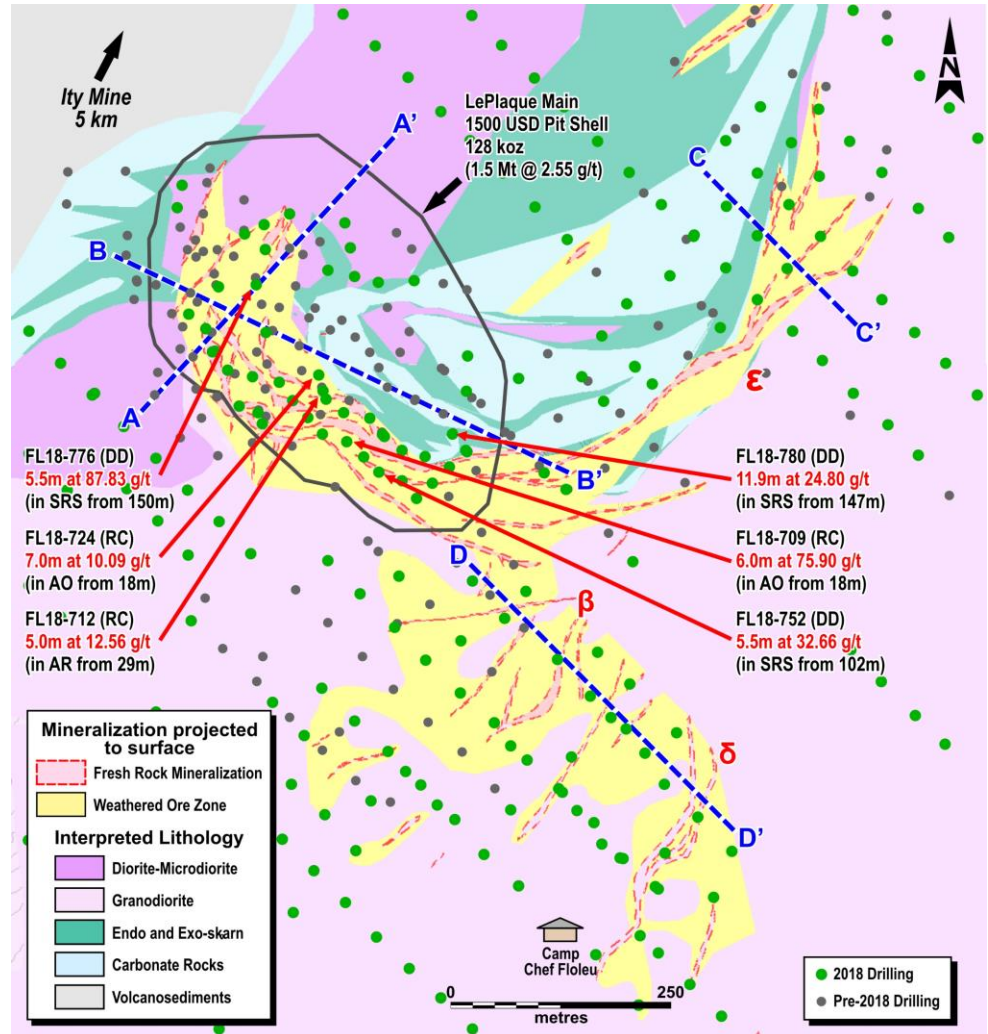 Ity Mine
5 km
A'
LePlaque Main
1500 USD Pit Shell
128 koz
(1.5 Mt @ 2.55 g/t)
N
C
B
C'
ε
A
B'
FL18-776 (DD)
5.5m at 87.83 g/t
(in SRS from 150m)
FL18-724 (RC)
7.0m at 10.09 g/t
(in AO from 18m)
FL18-712 (RC)
5.0m at 12.56 g/t
(in AR from 29m)
FL18-780 (DD)
11.9m at 24.80 g/t
(in SRS from 147m)
FL18-709 (RC)
6.0m at 75.90 g/t
(in AO from 18m)
FL18-752 (DD)
5.5m at 32.66 g/t
(in SRS from 102m)
D
β
δ
D'
Mineralization projected
to surface
Fresh Rock Mineralization
Weathered Ore Zone
Interpreted Lithology
Diorite-Microdiorite
Granodiorite
Endo and Exo-skarn
Carbonate Rocks
Volcanosediments
Camp
Chef Floleu
0 250
metres
2018 Drilling
Pre-2018 Drilling